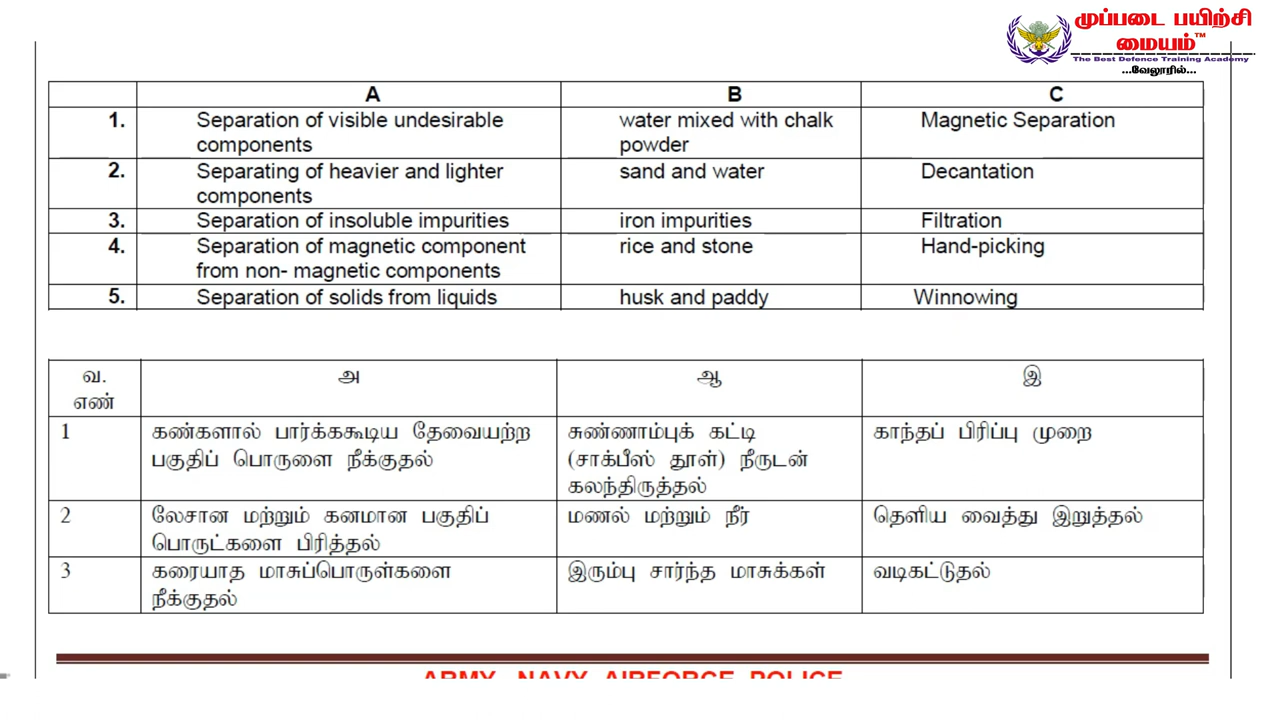 முப்படை பயிற்சி
மையம்™
The Best Defence Training Academy
...வேலூரில்...
A B C
1. Separation of visible undesirable water mixed with chalk Magnetic Separation
components powder
2. Separating of heavier and lighter sand and water Decantation
components
3. Separation of insoluble impurities iron impurities Filtration
4. Separation of magnetic component rice and stone Hand-picking
from non- magnetic components
5. Separation of solids from liquids husk and paddy Winnowing
வ. அ ஆ இ
எண்
1 கண்களால் பார்க்ககூடிய தேவையற்ற சுண்ணாம்புக் கட்டி காந்தப் பிரிப்பு முறை
பகுதிப் பொருளை நீக்குதல் (சாக்பீஸ் தூள்) நீருடன்
கலந்திருத்தல்
2 லேசான மற்றும் கனமான பகுதிப் மணல் மற்றும் நீர் தெளிய வைத்து இறுத்தல்
பொருட்களை பிரித்தல்
3 கரையாத மாசுப்பொருள்களை இரும்பு சார்ந்த மாசுக்கள் வடிகட்டுதல்
நீக்குதல்
ARMY NAVY AIRFORCE POLICE